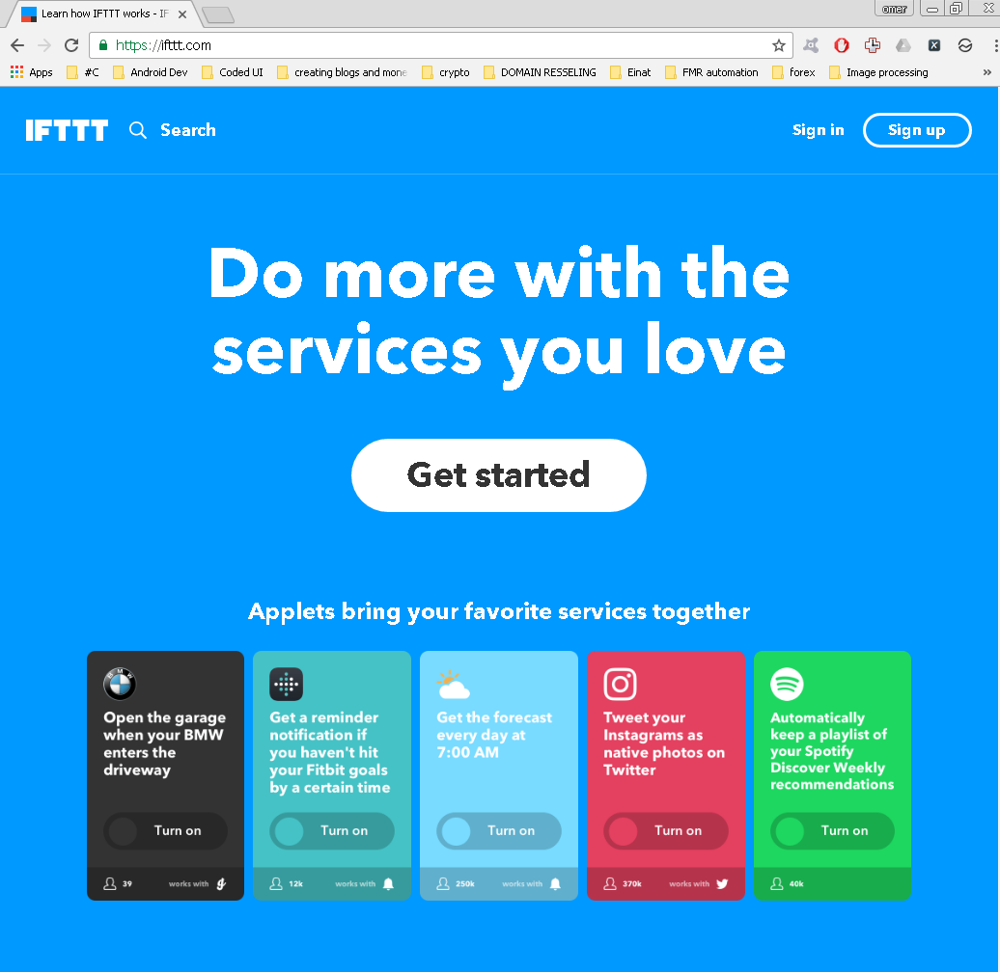 Learn how IFTTT works - IF
omer
https://ifttt.com
Apps #C Android Dev Coded UI creating blogs and mone crypto DOMAIN RESSELING Einat FMR automation forex Image processing »
IFTTT Search Sign in Sign up
Do more with the
services you love
Get started
Applets bring your favorite services together
Open the garage
when your BMW
enters the
driveway
Turn on
39 works with g
Get a reminder
notification if
you haven't hit
your Fitbit goals
by a certain time
Turn on
12k works with
Get the forecast
every day at
7:00 AM
Turn on
250k works with
Tweet your
Instagrams as
native photos on
Twitter
Turn on
370k works with
Automatically
keep a playlist of
your Spotify
Discover Weekly
recommendations
Turn on
40k